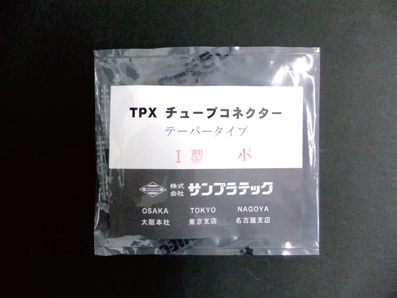 TPX チューブコネクター
テーパータイプ
I 型 小
株式会社 サンプラテック
OSAKA TOKYO NAGOYA
大阪本社 東京支店 名古屋支店